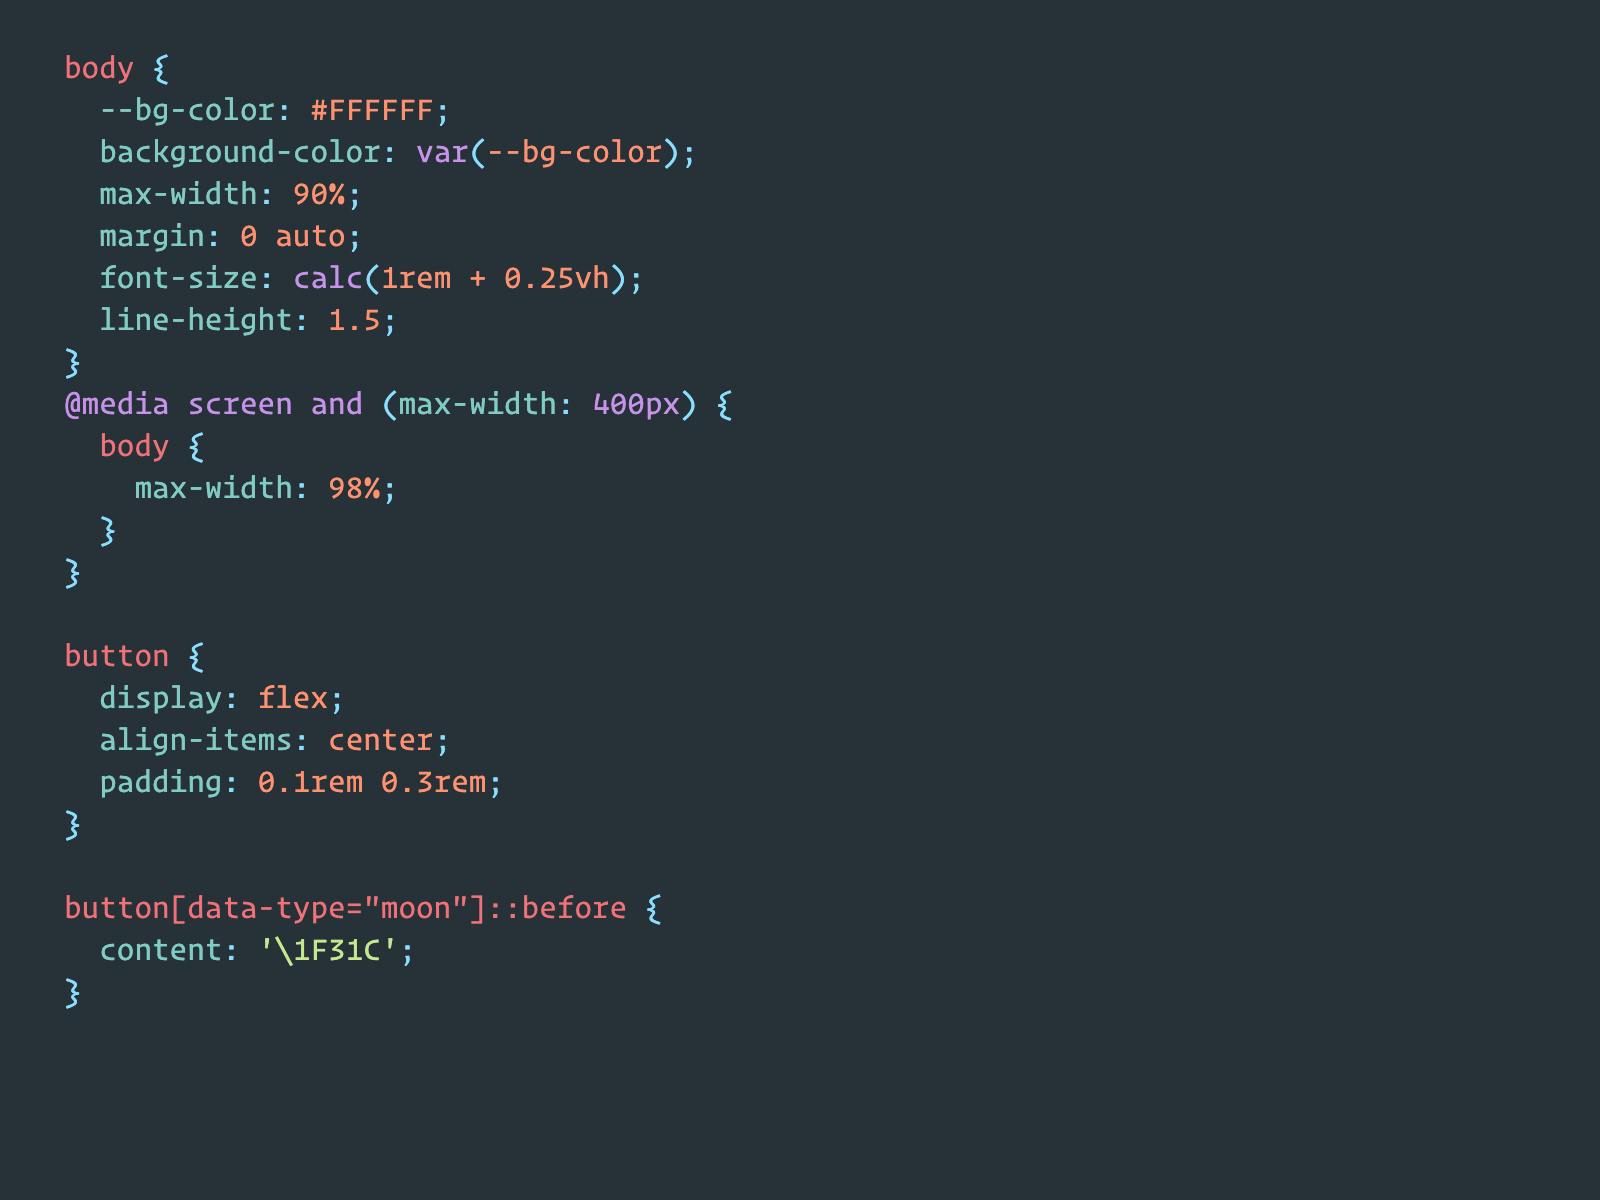 body {
  --bg-color: #FFFFFF;
  background-color: var(--bg-color);
  max-width: 90%;
  margin: 0 auto;
  font-size: calc(1rem + 0.25vh);
  line-height: 1.5;
}
@media screen and (max-width: 400px) {
  body {
    max-width: 98%;
  }
}

button {
  display: flex;
  align-items: center;
  padding: 0.1rem 0.3rem;
}

button[data-type="moon"]::before {
  content: '\1F31C';
}